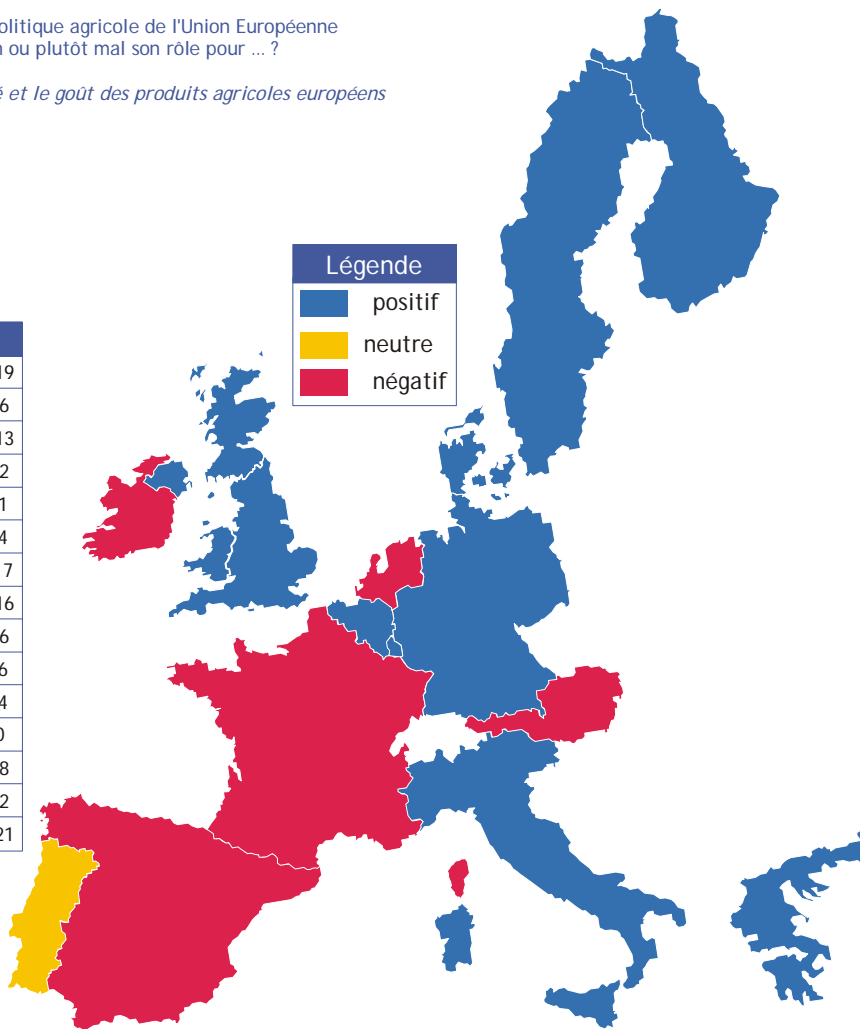 olitique agricole de l'Union Européenne
n ou plutôt mal son rôle pour ... ?
é et le goût des produits agricoles européens
Légende
positif
neutre
négatif
19
6
13
2
1
4
17
16
6
6
4
0
8
2
21